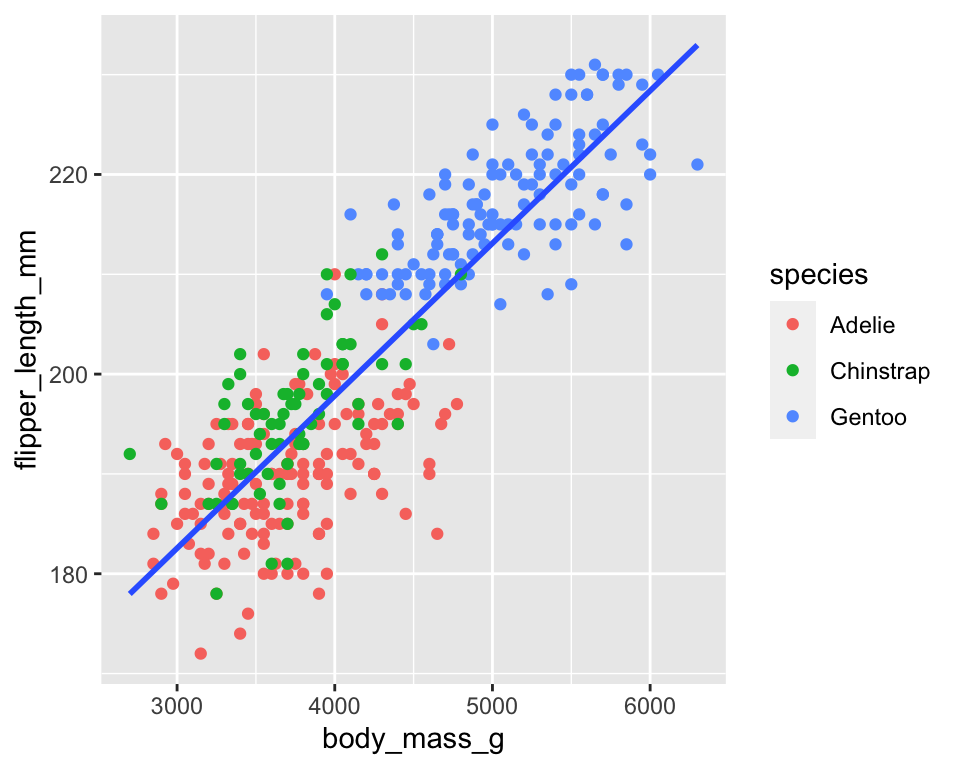 220
200
180
flipper_length_mm
3000 4000 5000 6000
body_mass_g
species
Adelie
Chinstrap
Gentoo